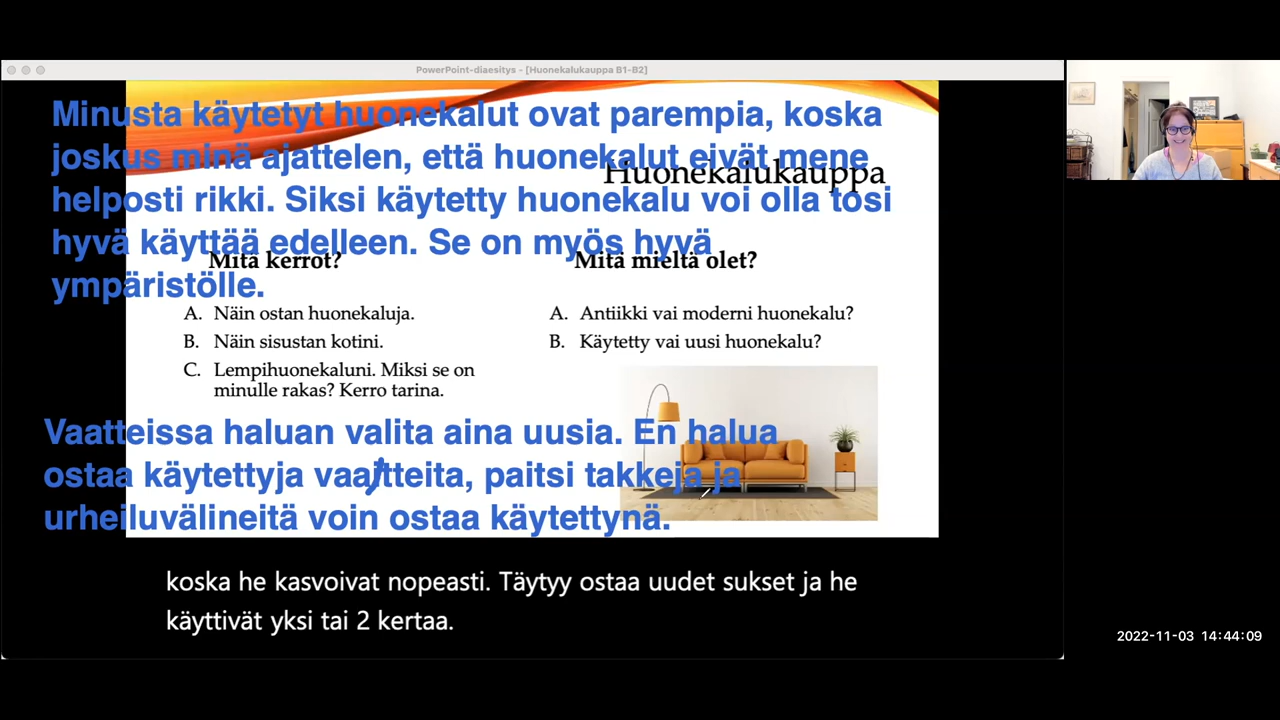 PowerPoint-diaesitys - [Huonekalukauppa B1-B2]
Minusta käytetyt huonekalut ovat parempia, koska
joskus minä ajattelen, että huonekalut eivät mene
helposti rikki. Siksi käytetty huonekalu voi olla tosi
hyvä käyttää edelleen. Se on myös hyvä
ympäristölle.
Huonekalukauppa
Mitä kerrot?
A. Näin ostan huonekaluja.
B. Näin sisustan kotini.
C. Lempihuonekaluni. Miksi se on
minulle rakas? Kerro tarina.
Mitä mieltä olet?
A. Antiikki vai moderni huonekalu?
B. Käytetty vai uusi huonekalu?
Vaatteissa haluan valita aina uusia. En halua
ostaa käytettyja vaatteita, paitsi takkeja ja
urheiluvälineitä voin ostaa käytettynä.
koska he kasvoivat nopeasti. Täytyy ostaa uudet sukset ja he
käyttivät yksi tai 2 kertaa.
2022-11-03 14:44:09